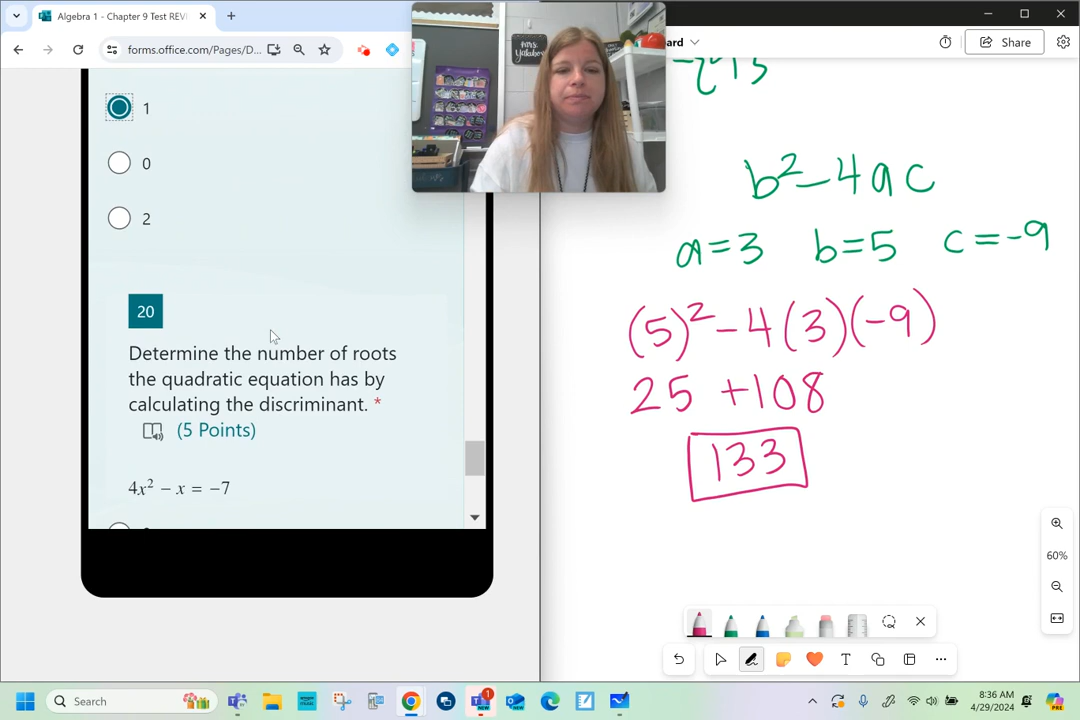 Algebra 1 - Chapter 9 Test REVI
forms.office.com/Pages/D...
ard
Share
1
0
2
20
Determine the number of roots
the quadratic equation has by
calculating the discriminant. *
(5 Points)
4x² − x = −7
b² - 4ac
a=3 b=5 c=-9
(5)² - 4(3)(-9)
25 +108
133
60%
Search
8:36 AM
4/29/2024